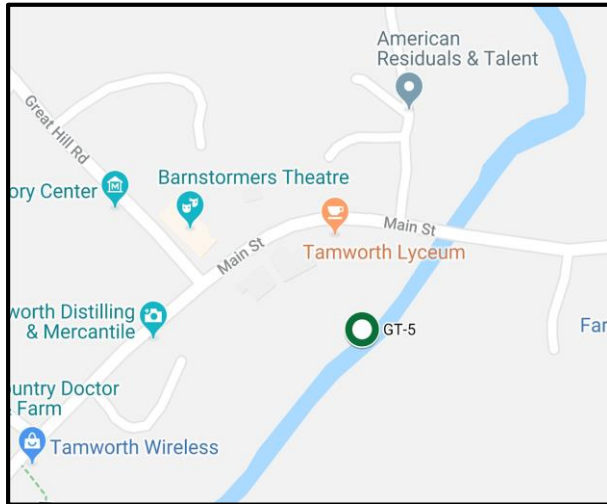 American
Residuals & Talent
Great Hill Rd
ory Center
Barnstormers Theatre
Main St
Main St
Tamworth Lyceum
worth Distilling
& Mercantile
GT-5
Far
ountry Doctor
& Farm
Tamworth Wireless